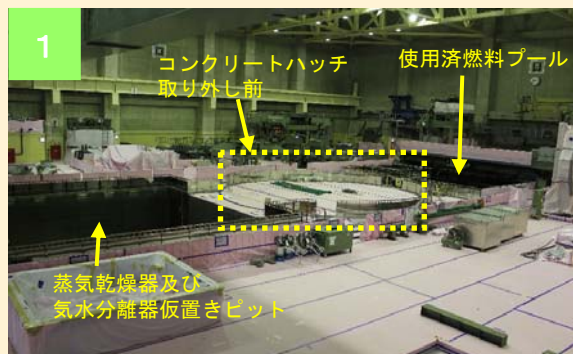 1
コンクリートハッチ
取り外し前
使用済燃料プール
蒸気乾燥器及び
気水分離器仮置きピット